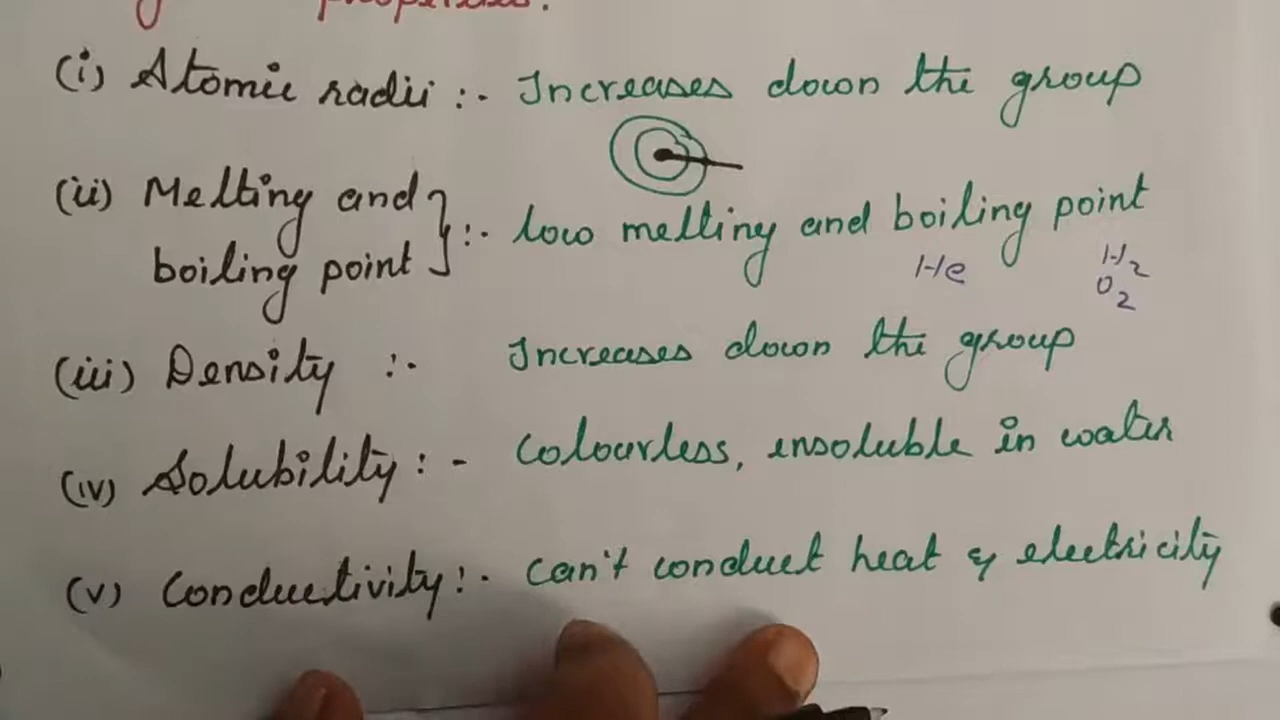 properties.
(i) Atomic radii :- Increases down the group
(ii) Melting and boiling point } :- low melting and boiling point
He H2
O2
(iii) Density :- Increases down the group
(iv) Solubility :- Colourless, insoluble in water
(v) Conductivity :- can't conduct heat & electricity